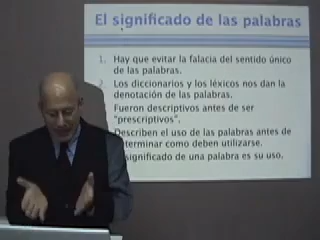 El significado de las palabras
1. Hay que evitar la falacia del sentido único
de las palabras.
2. Los diccionarios y los léxicos nos dan la
denotación de las palabras.
Fueron descriptivos antes de ser
"prescriptivos".
Describen el uso de las palabras antes de
determinar como deben utilizarse.
significado de una palabra es su uso.